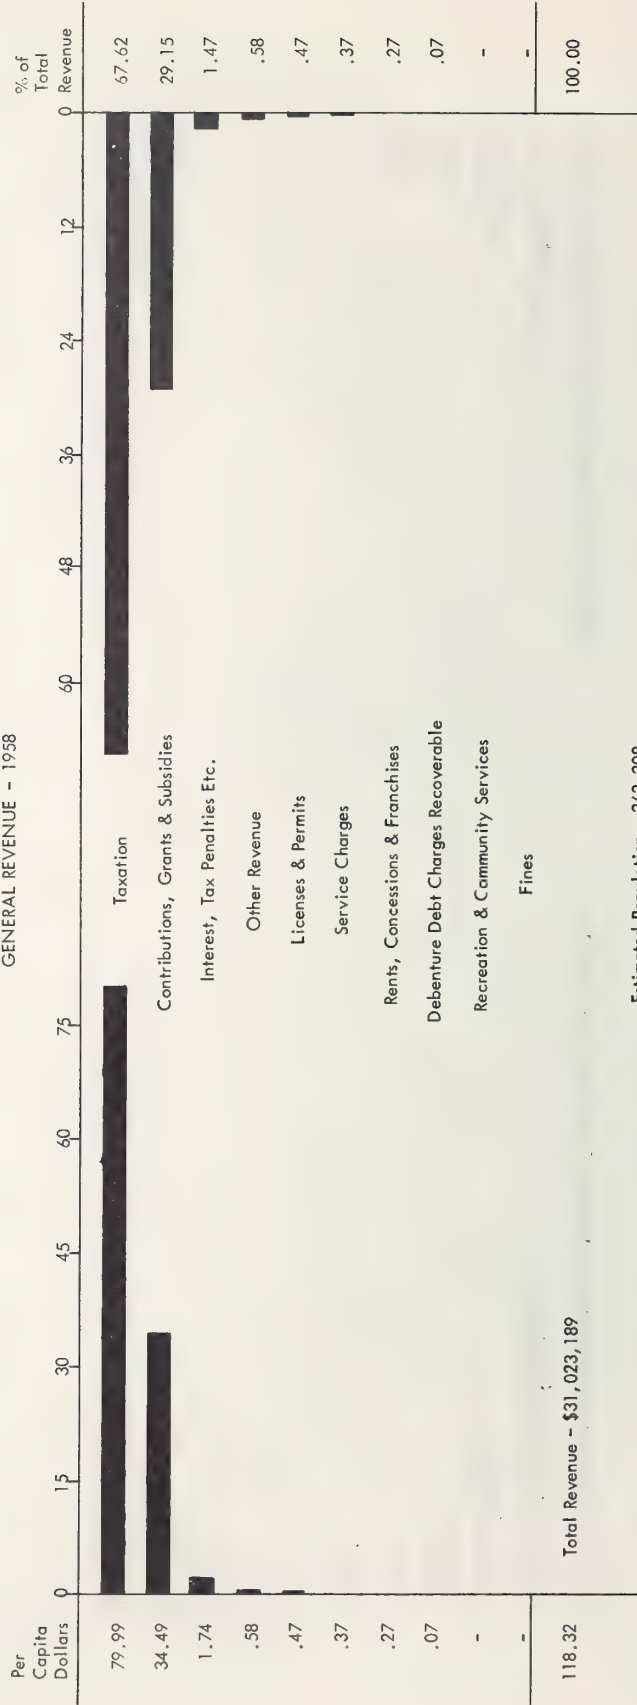 GENERAL REVENUE - 1958
Per Capita Dollars
% of Total Revenue
0 15 30 45 60 75
60 48 36 24 12 0
79.99 Taxation 67.62
34.49 Contributions, Grants & Subsidies 29.15
1.74 Interest, Tax Penalties Etc. 1.47
.58 Other Revenue .58
.47 Licenses & Permits .47
.37 Service Charges .37
.27 Rents, Concessions & Franchises .27
.07 Debenture Debt Charges Recoverable .07
- Recreation & Community Services -
- Fines -
118.32 Total Revenue - $31,023,189 100.00